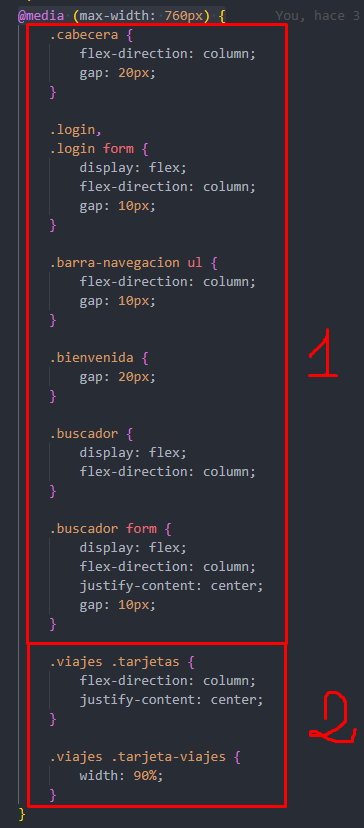 @media (max-width: 760px) { You, hace 3
.cabecera {
flex-direction: column;
gap: 20px;
}
.login,
.login form {
display: flex;
flex-direction: column;
gap: 10px;
}
.barra-navegacion ul {
flex-direction: column;
gap: 10px;
}
.bienvenida {
gap: 20px;
}
.buscador {
display: flex;
flex-direction: column;
}
.buscador form {
display: flex;
flex-direction: column;
justify-content: center;
gap: 10px;
}
1
.viajes .tarjetas {
flex-direction: column;
justify-content: center;
}
.viajes .tarjeta-viajes {
width: 90%;
}
2
}